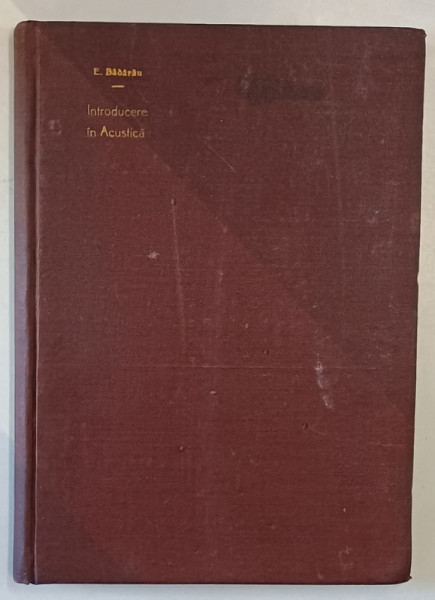 E. Bădărău
Introducere
în Acustică